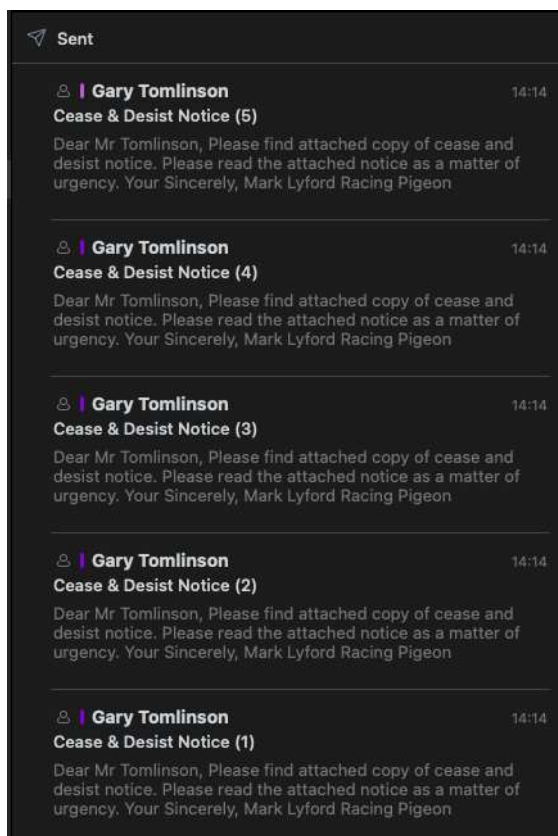 Sent
Gary Tomlinson 14:14
Cease & Desist Notice (5)
Dear Mr Tomlinson, Please find attached copy of cease and
desist notice. Please read the attached notice as a matter of
urgency. Your Sincerely, Mark Lyford Racing Pigeon
Gary Tomlinson 14:14
Cease & Desist Notice (4)
Dear Mr Tomlinson, Please find attached copy of cease and
desist notice. Please read the attached notice as a matter of
urgency. Your Sincerely, Mark Lyford Racing Pigeon
Gary Tomlinson 14:14
Cease & Desist Notice (3)
Dear Mr Tomlinson, Please find attached copy of cease and
desist notice. Please read the attached notice as a matter of
urgency. Your Sincerely, Mark Lyford Racing Pigeon
Gary Tomlinson 14:14
Cease & Desist Notice (2)
Dear Mr Tomlinson, Please find attached copy of cease and
desist notice. Please read the attached notice as a matter of
urgency. Your Sincerely, Mark Lyford Racing Pigeon
Gary Tomlinson 14:14
Cease & Desist Notice (1)
Dear Mr Tomlinson, Please find attached copy of cease and
desist notice. Please read the attached notice as a matter of
urgency. Your Sincerely, Mark Lyford Racing Pigeon